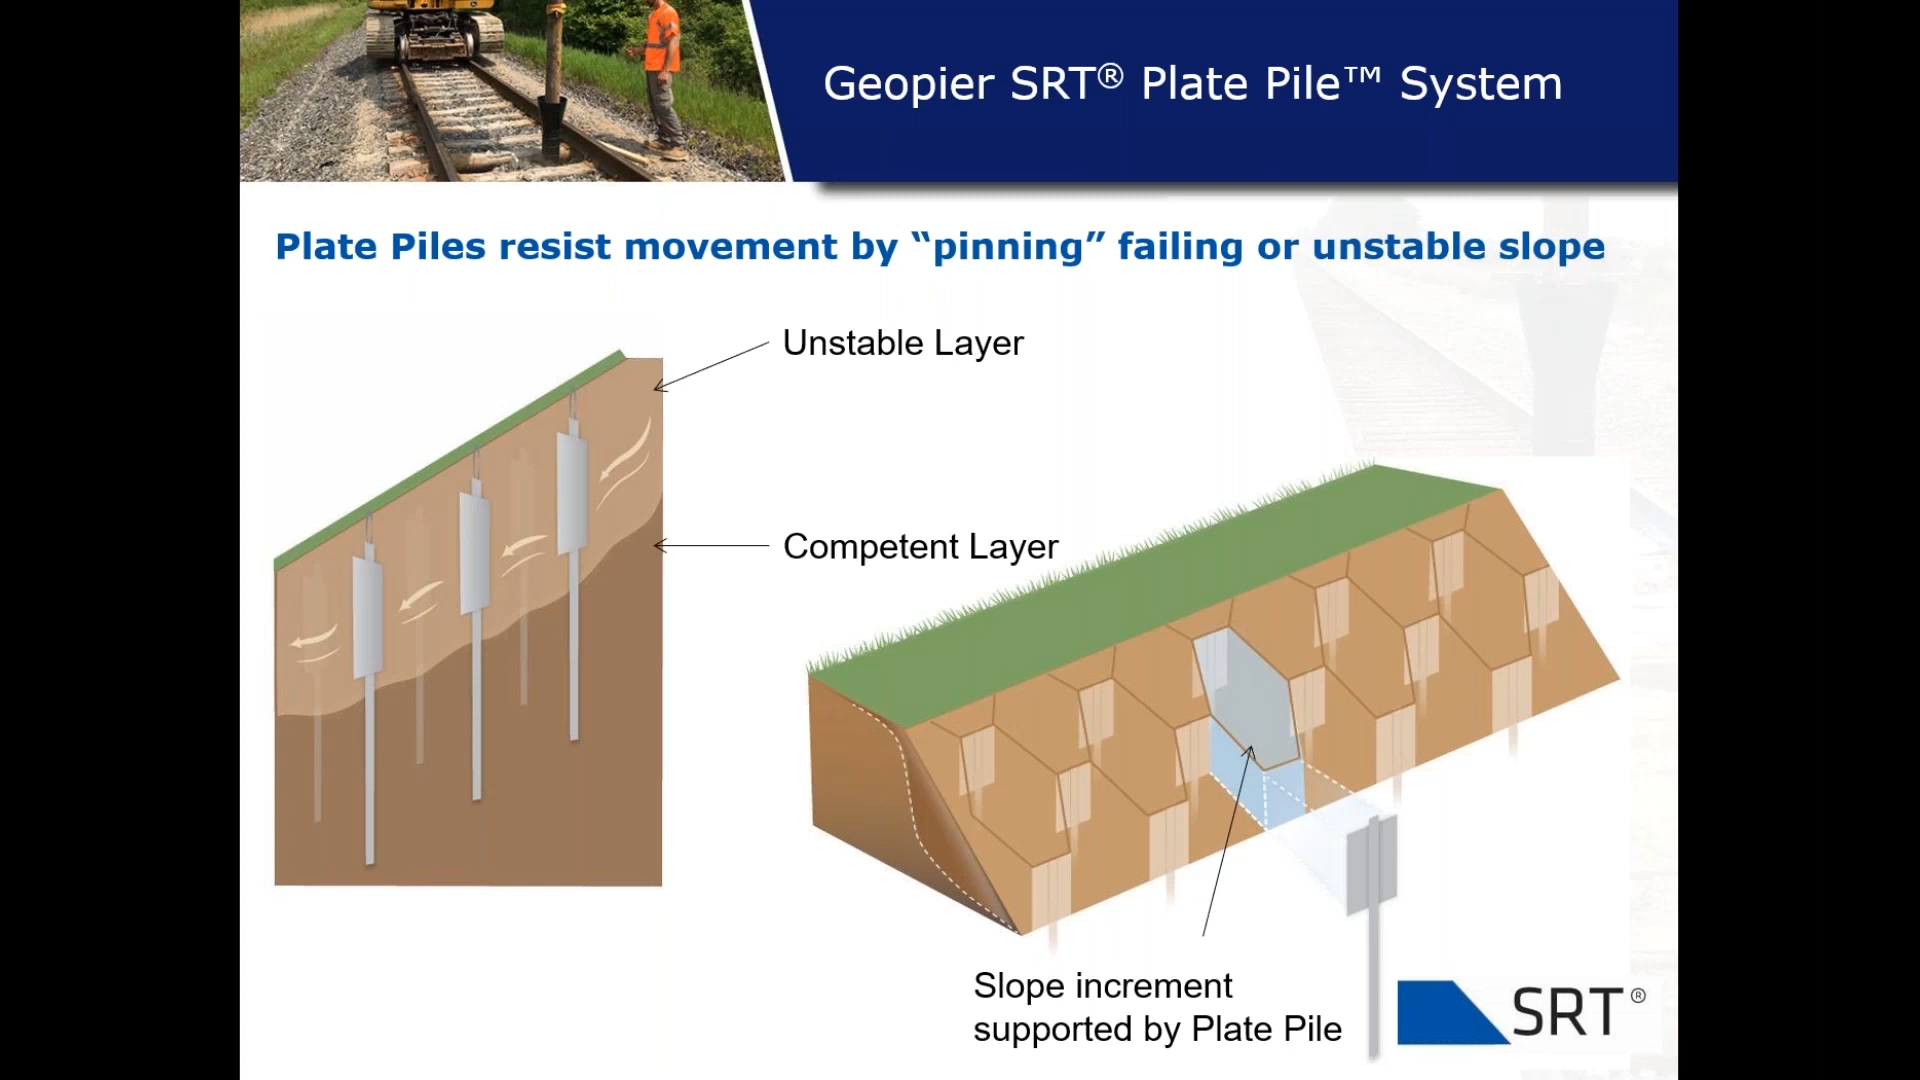 Geopier SRT® Plate Pile™ System
Plate Piles resist movement by “pinning” failing or unstable slope
Unstable Layer
Competent Layer
Slope increment
supported by Plate Pile
SRT®